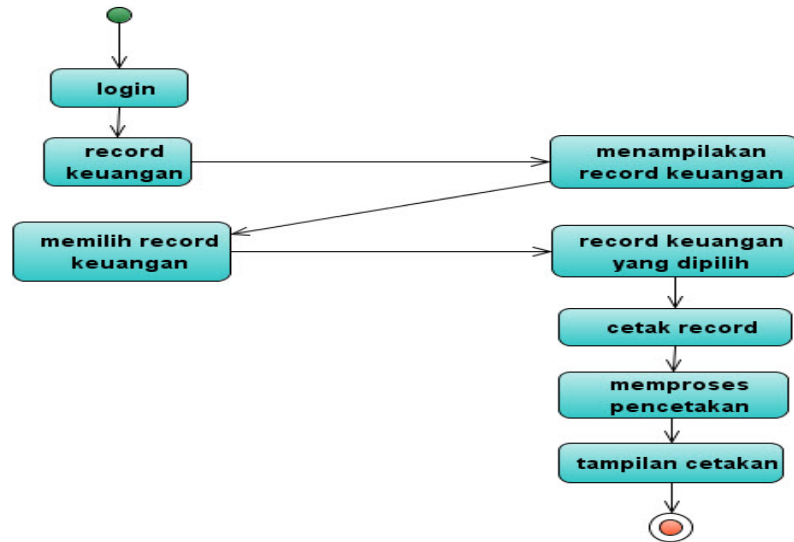 login
record
keuangan
menampilakan
record keuangan
memilih record
keuangan
record keuangan
yang dipilih
cetak record
memproses
pencetakan
tampilan cetakan